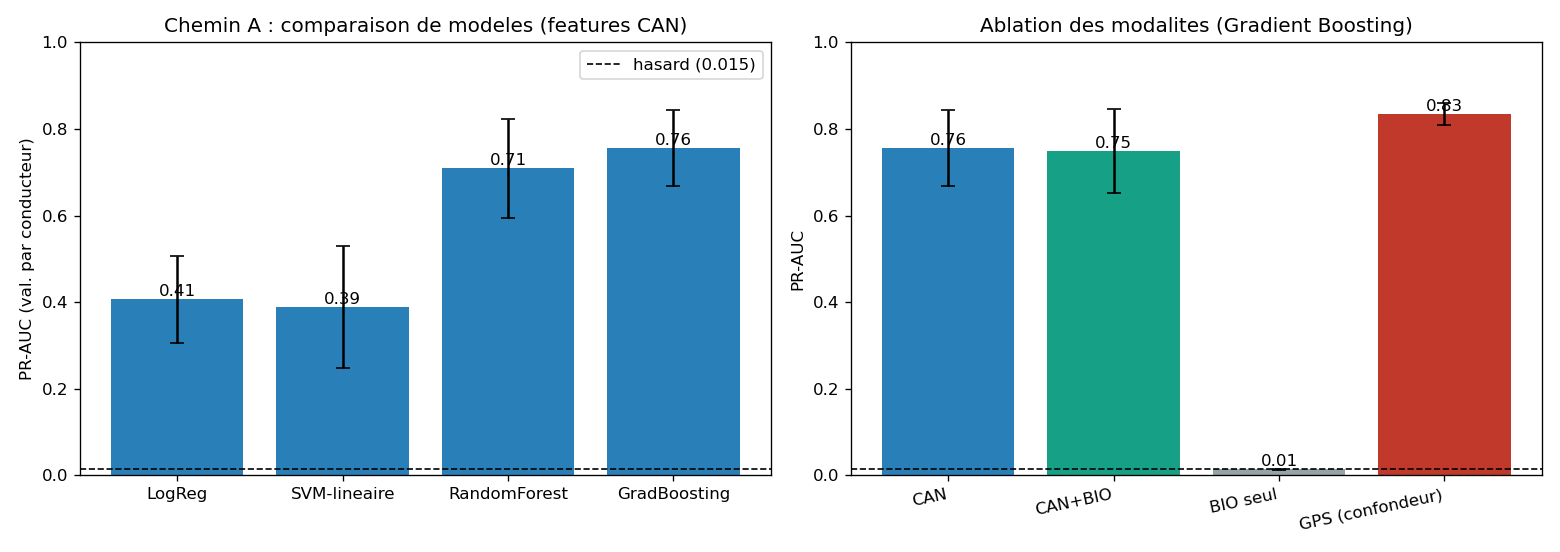 Chemin A : comparaison de modeles (features CAN)
PR-AUC (val. par conducteur)
1.0
0.8
0.6
0.4
0.2
0.0
hasard (0.015)
0.41
0.39
0.71
0.76
LogReg
SVM-lineaire
RandomForest
GradBoosting
Ablation des modalites (Gradient Boosting)
PR-AUC
1.0
0.8
0.6
0.4
0.2
0.0
0.76
0.75
0.01
0.83
CAN
CAN+BIO
BIO seul
GPS (confondeur)